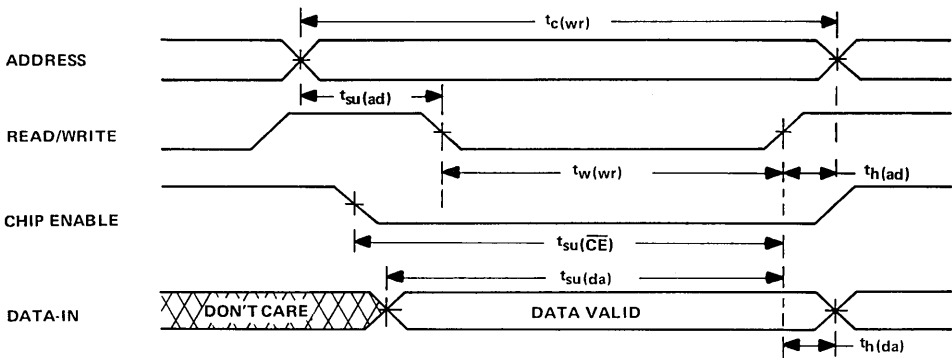 t_c(wr)
ADDRESS
t_su(ad)
READ/WRITE
t_w(wr)
t_h(ad)
CHIP ENABLE
t_su(C̅E̅)
t_su(da)
DATA-IN
DON'T CARE
DATA VALID
t_h(da)